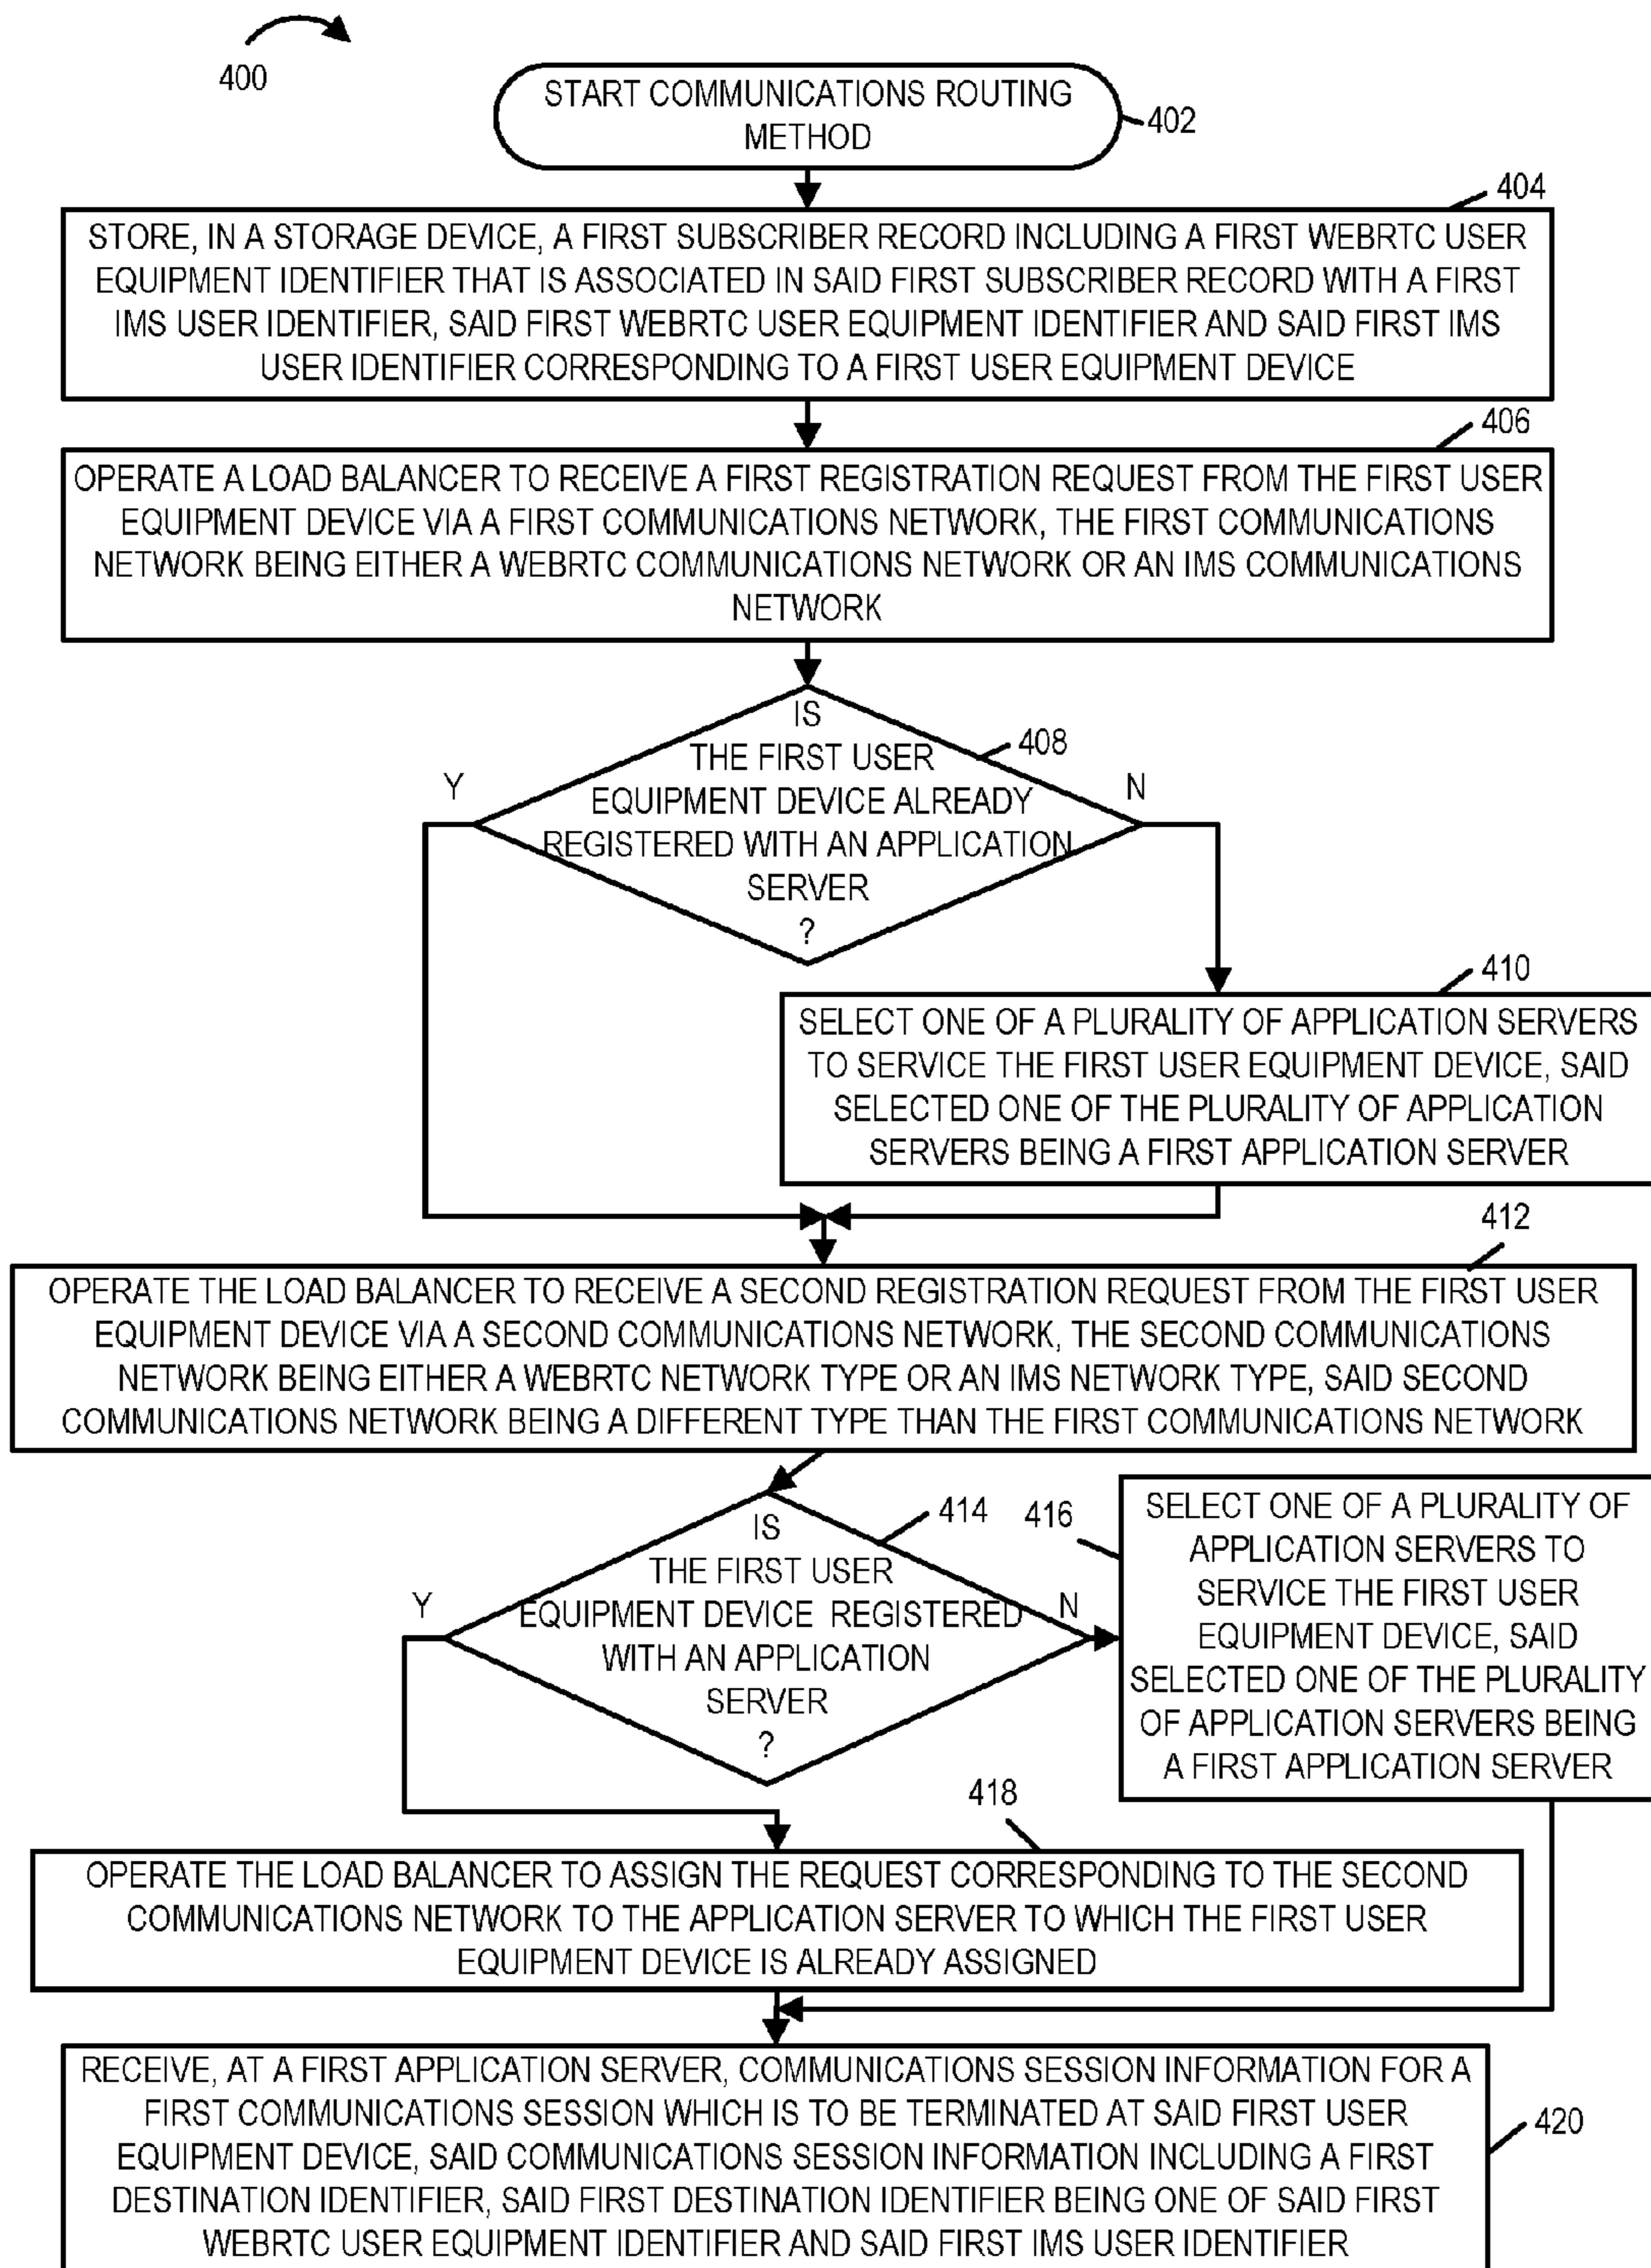 400
START COMMUNICATIONS ROUTING
METHOD
402
404
STORE, IN A STORAGE DEVICE, A FIRST SUBSCRIBER RECORD INCLUDING A FIRST WEBRTC USER
EQUIPMENT IDENTIFIER THAT IS ASSOCIATED IN SAID FIRST SUBSCRIBER RECORD WITH A FIRST
IMS USER IDENTIFIER, SAID FIRST WEBRTC USER EQUIPMENT IDENTIFIER AND SAID FIRST IMS
USER IDENTIFIER CORRESPONDING TO A FIRST USER EQUIPMENT DEVICE
406
OPERATE A LOAD BALANCER TO RECEIVE A FIRST REGISTRATION REQUEST FROM THE FIRST USER
EQUIPMENT DEVICE VIA A FIRST COMMUNICATIONS NETWORK, THE FIRST COMMUNICATIONS
NETWORK BEING EITHER A WEBRTC COMMUNICATIONS NETWORK OR AN IMS COMMUNICATIONS
NETWORK
IS
THE FIRST USER
EQUIPMENT DEVICE ALREADY
REGISTERED WITH AN APPLICATION
SERVER
?
408
Y
N
410
SELECT ONE OF A PLURALITY OF APPLICATION SERVERS
TO SERVICE THE FIRST USER EQUIPMENT DEVICE, SAID
SELECTED ONE OF THE PLURALITY OF APPLICATION
SERVERS BEING A FIRST APPLICATION SERVER
412
OPERATE THE LOAD BALANCER TO RECEIVE A SECOND REGISTRATION REQUEST FROM THE FIRST USER
EQUIPMENT DEVICE VIA A SECOND COMMUNICATIONS NETWORK, THE SECOND COMMUNICATIONS
NETWORK BEING EITHER A WEBRTC NETWORK TYPE OR AN IMS NETWORK TYPE, SAID SECOND
COMMUNICATIONS NETWORK BEING A DIFFERENT TYPE THAN THE FIRST COMMUNICATIONS NETWORK
IS
THE FIRST USER
EQUIPMENT DEVICE REGISTERED
WITH AN APPLICATION
SERVER
?
414
Y
N
416
SELECT ONE OF A PLURALITY OF
APPLICATION SERVERS TO
SERVICE THE FIRST USER
EQUIPMENT DEVICE, SAID
SELECTED ONE OF THE PLURALITY
OF APPLICATION SERVERS BEING
A FIRST APPLICATION SERVER
418
OPERATE THE LOAD BALANCER TO ASSIGN THE REQUEST CORRESPONDING TO THE SECOND
COMMUNICATIONS NETWORK TO THE APPLICATION SERVER TO WHICH THE FIRST USER
EQUIPMENT DEVICE IS ALREADY ASSIGNED
RECEIVE, AT A FIRST APPLICATION SERVER, COMMUNICATIONS SESSION INFORMATION FOR A
FIRST COMMUNICATIONS SESSION WHICH IS TO BE TERMINATED AT SAID FIRST USER
EQUIPMENT DEVICE, SAID COMMUNICATIONS SESSION INFORMATION INCLUDING A FIRST
DESTINATION IDENTIFIER, SAID FIRST DESTINATION IDENTIFIER BEING ONE OF SAID FIRST
WEBRTC USER EQUIPMENT IDENTIFIER AND SAID FIRST IMS USER IDENTIFIER
420